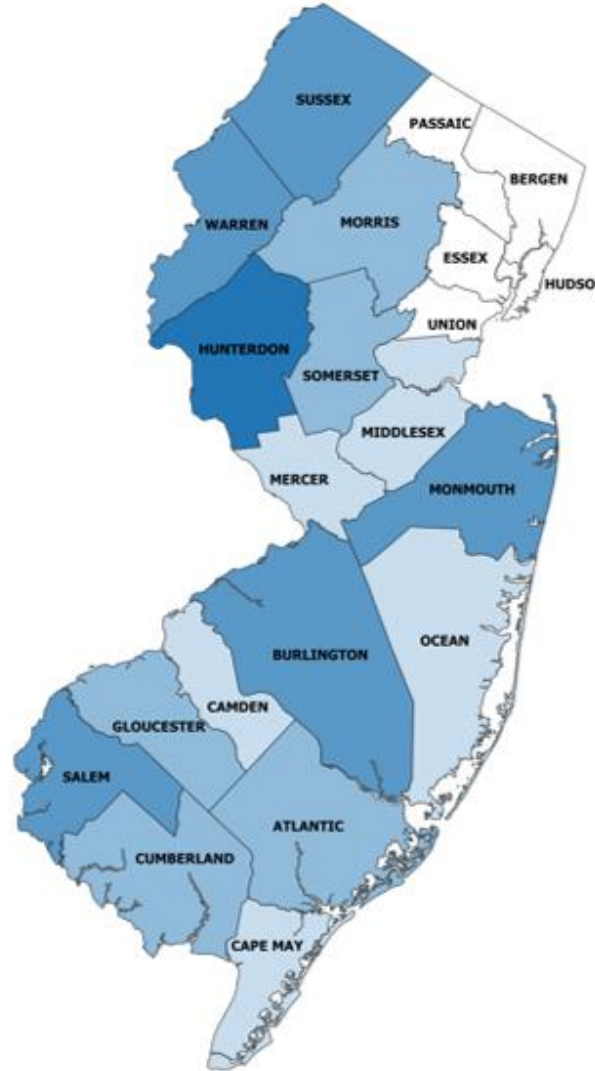 SUSSEX
PASSAIC
BERGEN
WARREN
MORRIS
ESSEX
HUDSO
UNION
HUNTERDON
SOMERSET
MIDDLESEX
MERCER
MONMOUTH
OCEAN
BURLINGTON
CAMDEN
GLOUCESTER
SALEM
ATLANTIC
CUMBERLAND
CAPE MAY